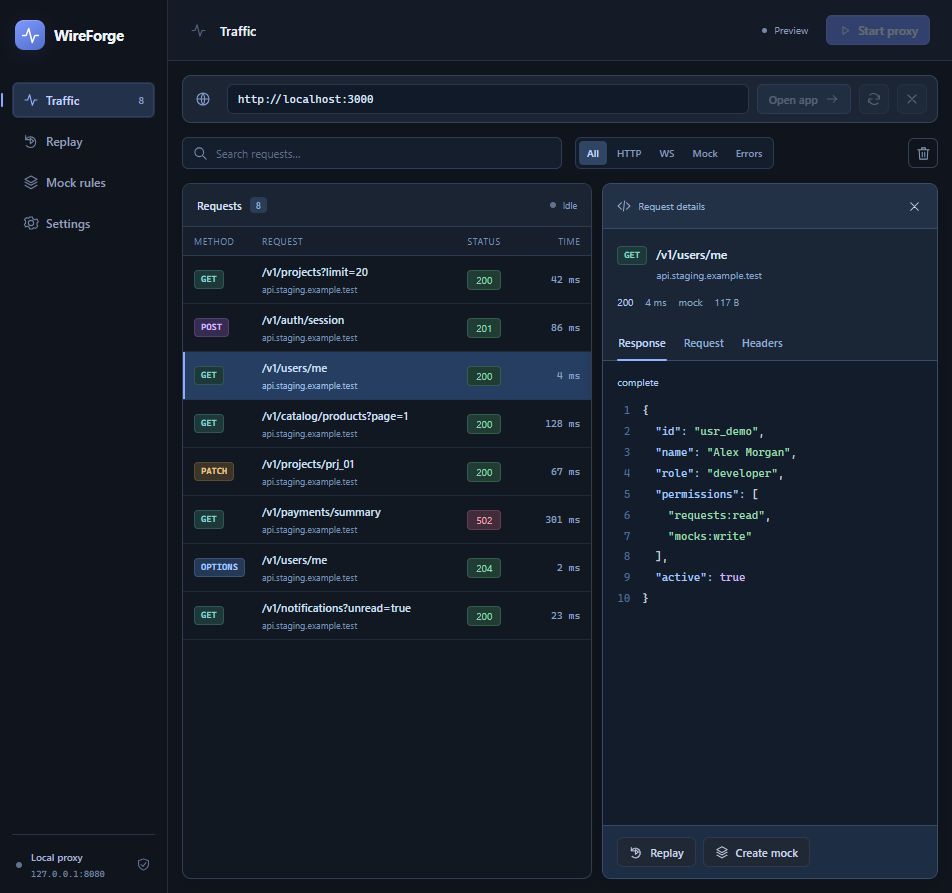 WireForge
Traffic 8
Replay
Mock rules
Settings
Local proxy
127.0.0.1:8080
Traffic
Preview
Start proxy
http://localhost:3000
Open app
Search requests...
All HTTP WS Mock Errors
Requests 8
Idle
METHOD REQUEST STATUS TIME
GET /v1/projects?limit=20 200 42 ms
api.staging.example.test
POST /v1/auth/session 201 86 ms
api.staging.example.test
GET /v1/users/me 200 4 ms
api.staging.example.test
GET /v1/catalog/products?page=1 200 128 ms
api.staging.example.test
PATCH /v1/projects/prj_01 200 67 ms
api.staging.example.test
GET /v1/payments/summary 502 301 ms
api.staging.example.test
OPTIONS /v1/users/me 204 2 ms
api.staging.example.test
GET /v1/notifications?unread=true 200 23 ms
api.staging.example.test
Request details
GET /v1/users/me
api.staging.example.test
200 4 ms mock 117 B
Response Request Headers
complete
1 {
2 "id": "usr_demo",
3 "name": "Alex Morgan",
4 "role": "developer",
5 "permissions": [
6 "requests:read",
7 "mocks:write"
8 ],
9 "active": true
10 }
Replay
Create mock